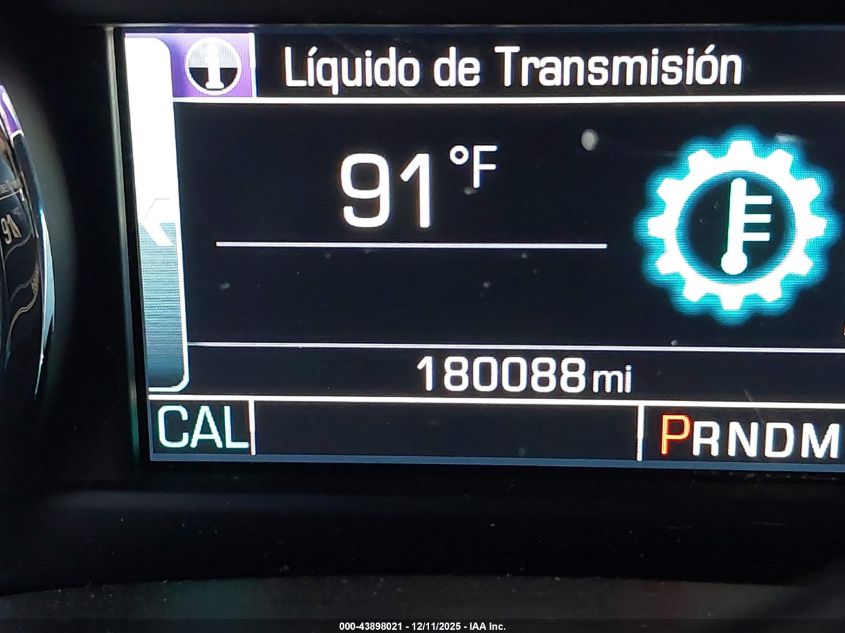 Líquido de Transmisión
91 °F
180088 mi
CAL
PRNDM
000-43898021 - 12/11/2025 - IAA Inc.